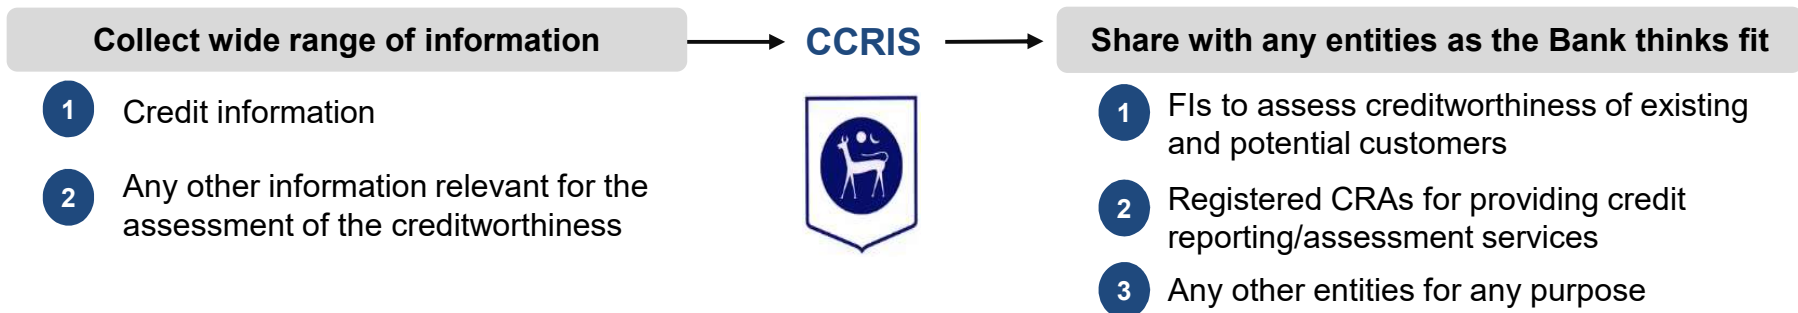 Collect wide range of information
1
Credit information
2
Any other information relevant for the
assessment of the creditworthiness
CCRIS
Share with any entities as the Bank thinks fit
1
FIs to assess creditworthiness of existing
and potential customers
2
Registered CRAs for providing credit
reporting/assessment services
3
Any other entities for any purpose